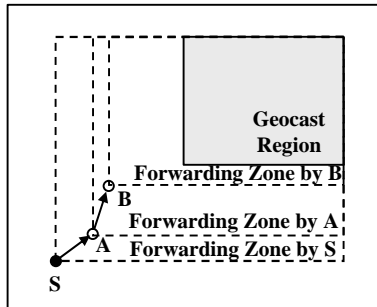 Geocast
Region
Forwarding Zone by B
B
Forwarding Zone by A
A
Forwarding Zone by S
S